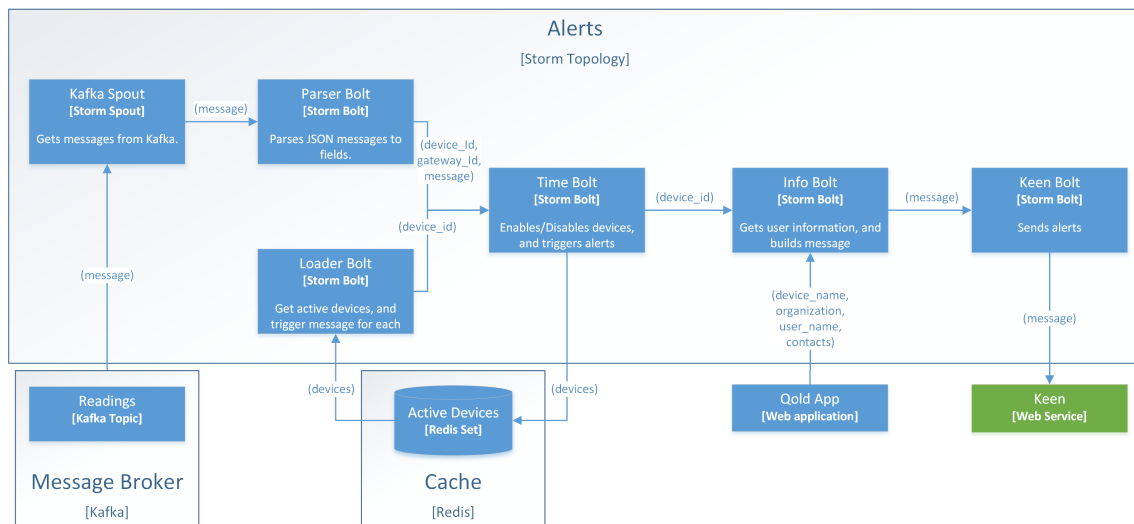 Alerts
[Storm Topology]
Kafka Spout
[Storm Spout]
Gets messages from Kafka.
(message)
Parser Bolt
[Storm Bolt]
Parses JSON messages to
fields.
(device_Id,
gateway_Id,
message)
(device_id)
Time Bolt
[Storm Bolt]
Enables/Disables devices,
and triggers alerts
(device_id)
Info Bolt
[Storm Bolt]
Gets user information, and
builds message
(message)
Keen Bolt
[Storm Bolt]
Sends alerts
Loader Bolt
[Storm Bolt]
Get active devices, and
trigger message for each
(message)
(device_name,
organization,
user_name,
contacts)
(message)
(devices)
(devices)
Readings
[Kafka Topic]
Message Broker
[Kafka]
Active Devices
[Redis Set]
Cache
[Redis]
Qold App
[Web application]
Keen
[Web Service]